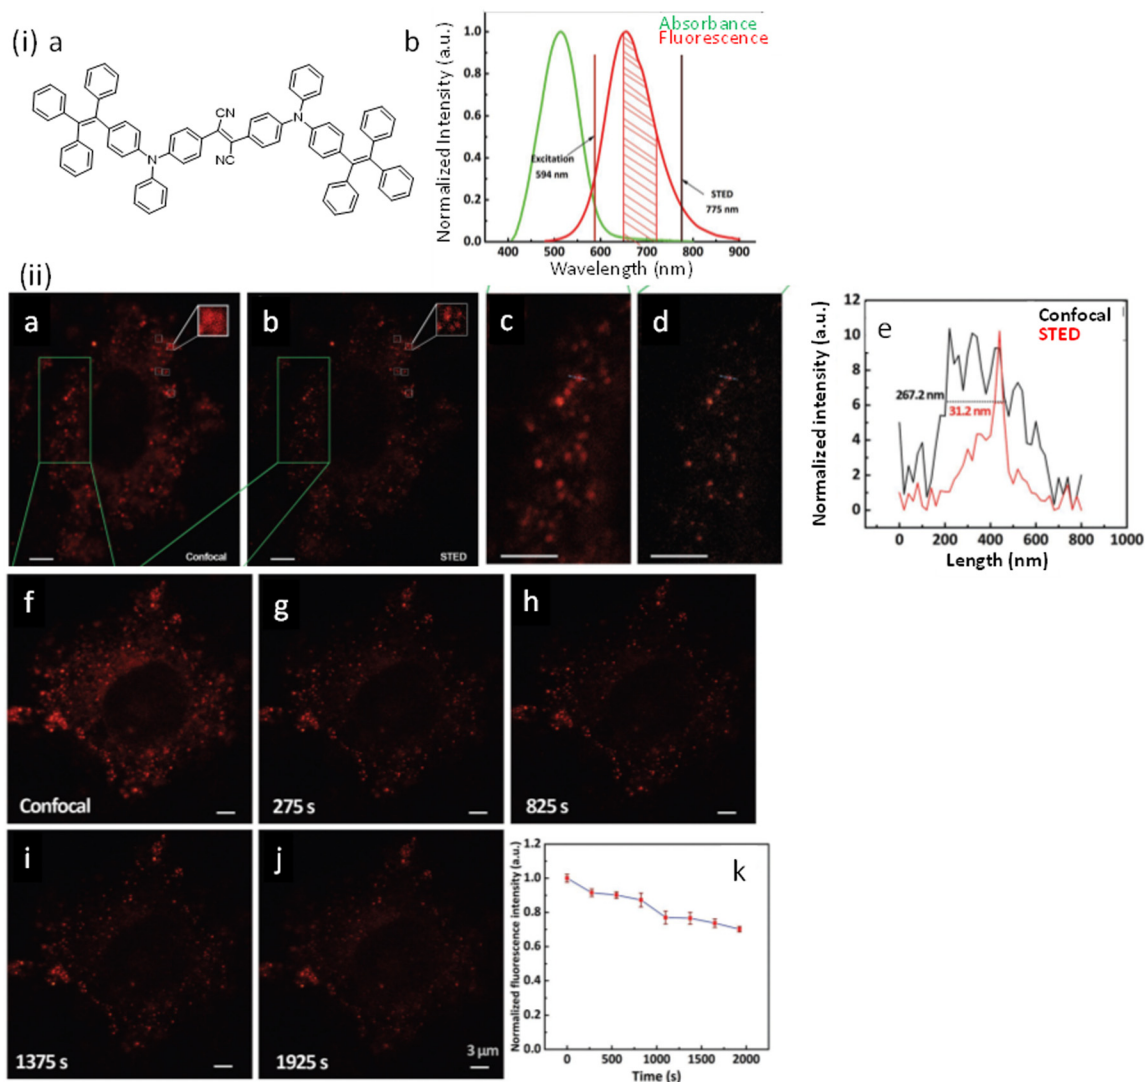 (i) a
CN
NC
N
N
b
Absorbance
Fluorescence
Normalized Intensity (a.u.)
1.0
0.8
0.6
0.4
0.2
0.0
Excitation
594 nm
STED
775 nm
400 500 600 700 800 900
Wavelength (nm)
(ii)
a
Confocal
b
STED
c
d
e
Confocal
STED
Normalized intensity (a.u.)
12
10
8
6
4
2
0
267.2 nm
31.2 nm
0 200 400 600 800 1000
Length (nm)
f
Confocal
g
275 s
h
825 s
i
1375 s
j
1925 s
3 µm
k
Normalized fluorescence intensity (a.u.)
1.2
1.0
0.8
0.6
0.4
0.2
0.0
0 500 1000 1500 2000
Time (s)